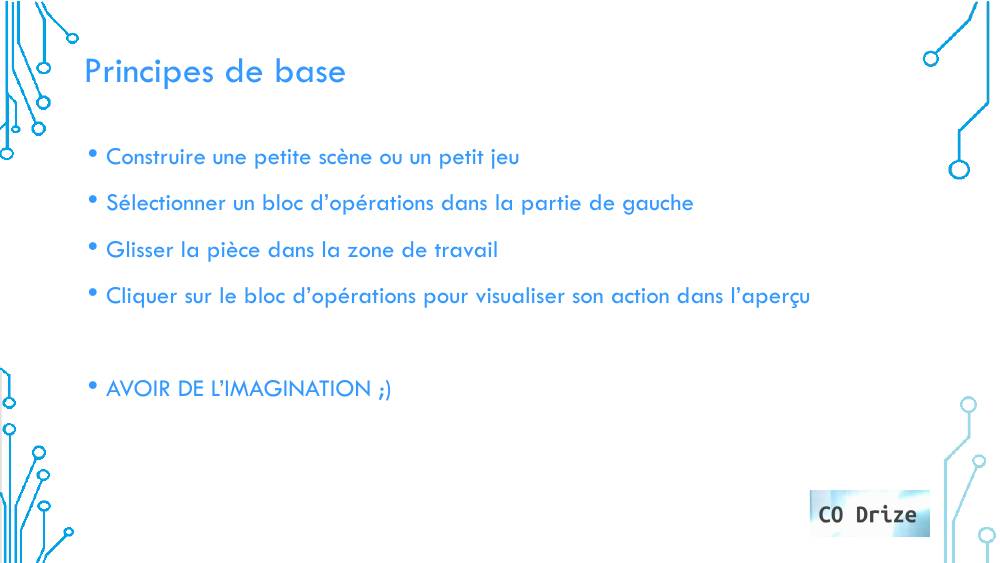 Principes de base
• Construire une petite scène ou un petit jeu
• Sélectionner un bloc d’opérations dans la partie de gauche
• Glisser la pièce dans la zone de travail
• Cliquer sur le bloc d’opérations pour visualiser son action dans l’aperçu
• AVOIR DE L’IMAGINATION ;)
CO Drize